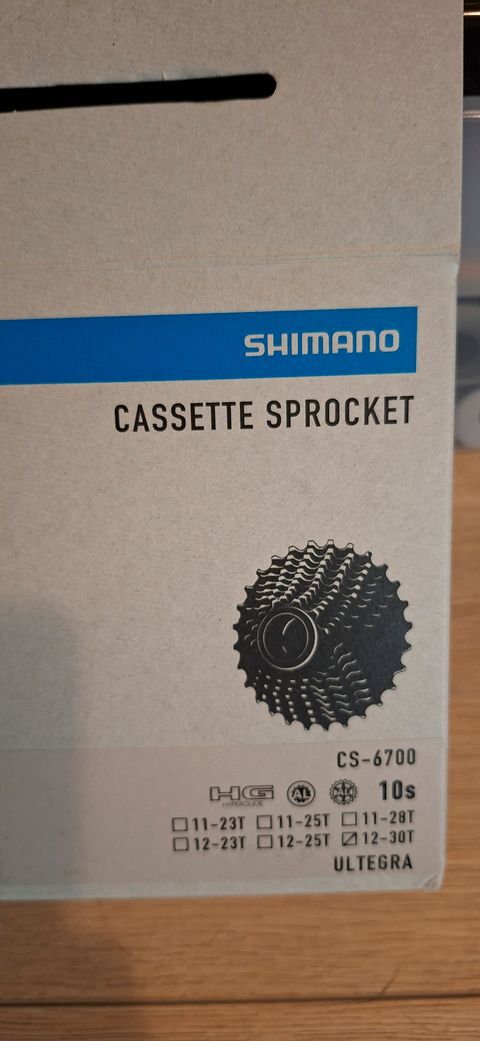 SHIMANO
CASSETTE SPROCKET
CS-6700
HG HYPERGLIDE AL 10s
11-23T 11-25T 11-28T
12-23T 12-25T 12-30T
ULTEGRA